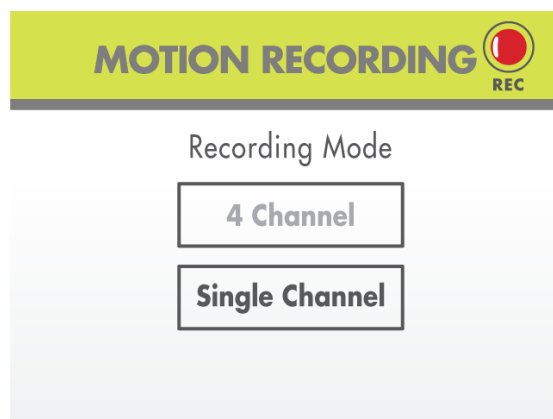 MOTION RECORDING
REC
Recording Mode
4 Channel
Single Channel